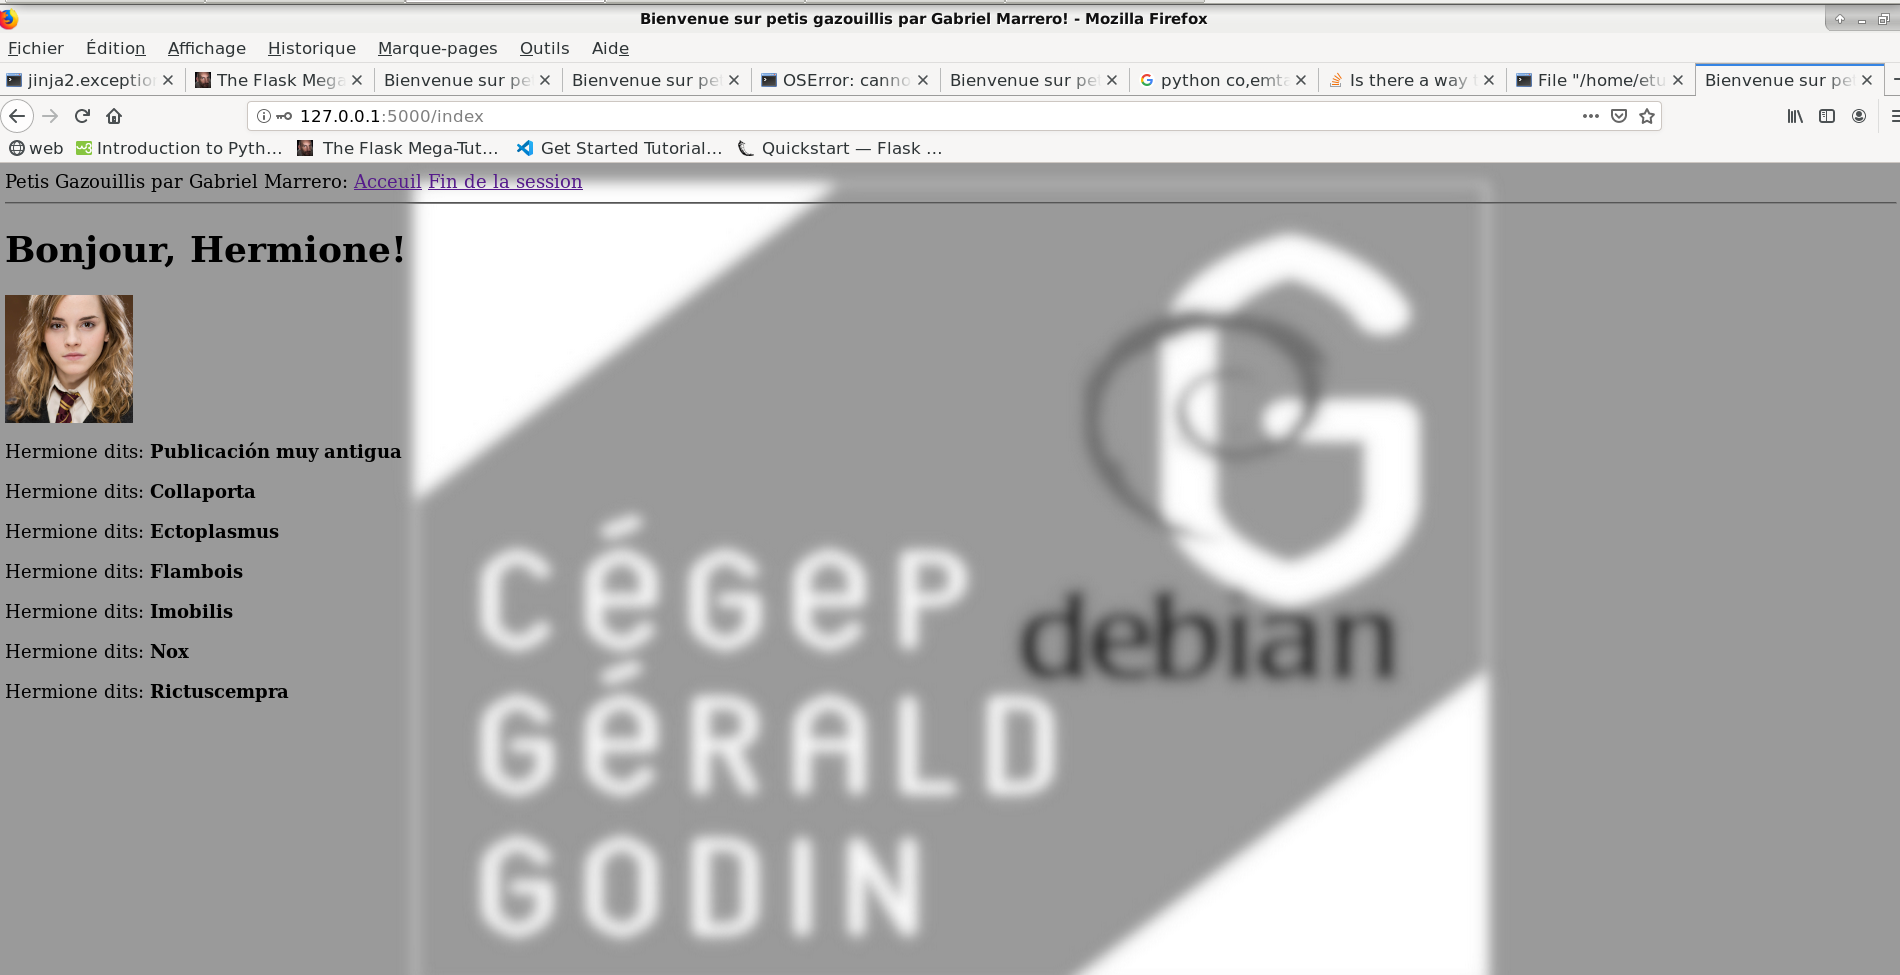 Bienvenue sur petis gazouillis par Gabriel Marrero! - Mozilla Firefox
Fichier Édition Affichage Historique Marque-pages Outils Aide
jinja2.exceptio The Flask Mega Bienvenue sur pe Bienvenue sur pe OSError: canno Bienvenue sur pe python co,emta Is there a way File "/home/etu Bienvenue sur pe
127.0.0.1:5000/index
web Introduction to Pyth... The Flask Mega-Tut... Get Started Tutorial... Quickstart — Flask ...
Petis Gazouillis par Gabriel Marrero: Acceuil Fin de la session
Bonjour, Hermione!
Hermione dits: Publicación muy antigua
Hermione dits: Collaporta
Hermione dits: Ectoplasmus
Hermione dits: Flambois
Hermione dits: Imobilis
Hermione dits: Nox
Hermione dits: Rictuscempra
G
debian
CÉGEP
GÉRALD
GODIN